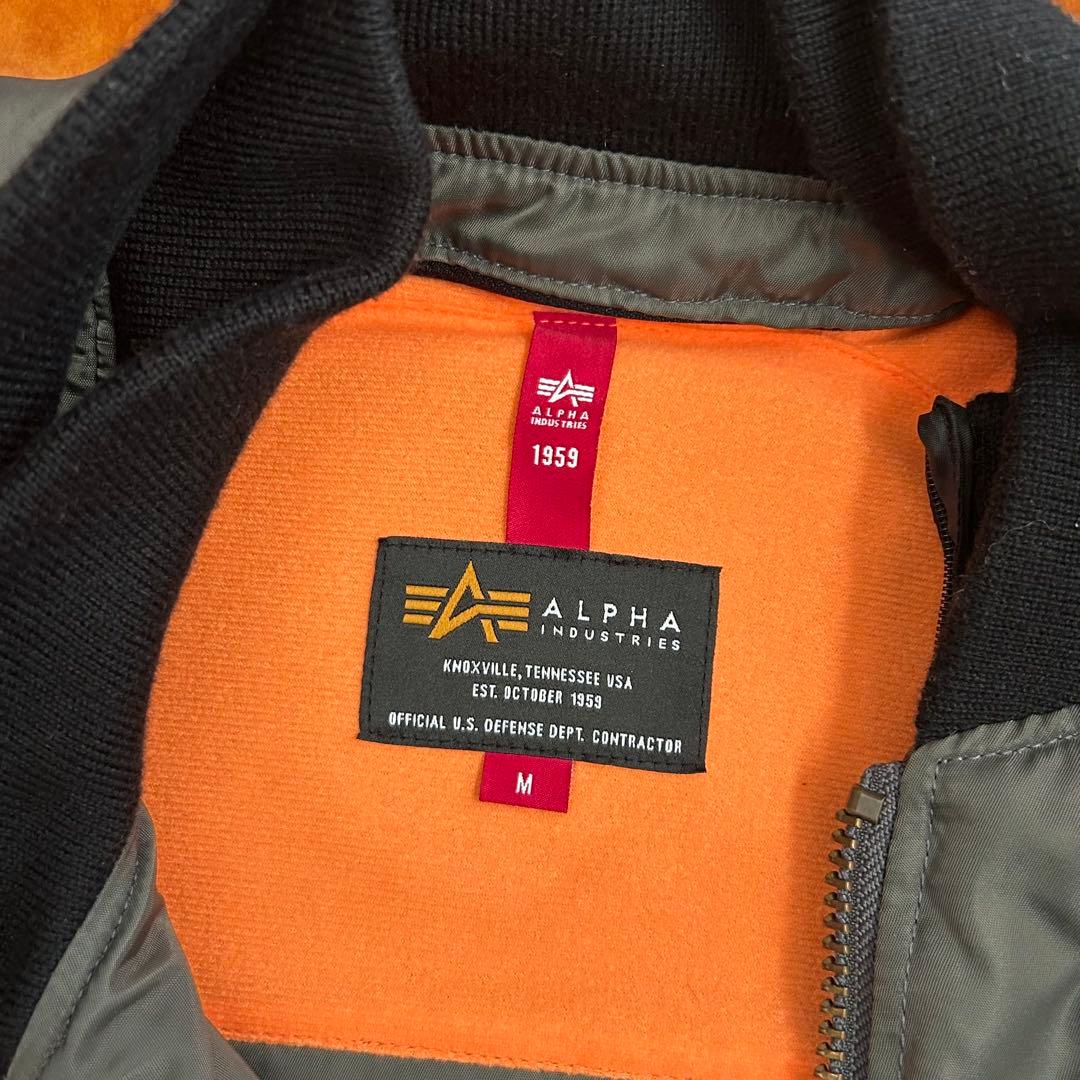 ALPHA
INDUSTRIES
1959
ALPHA
INDUSTRIES
KNOXVILLE, TENNESSEE USA
EST. OCTOBER 1959
OFFICIAL U.S. DEFENSE DEPT. CONTRACTOR
M